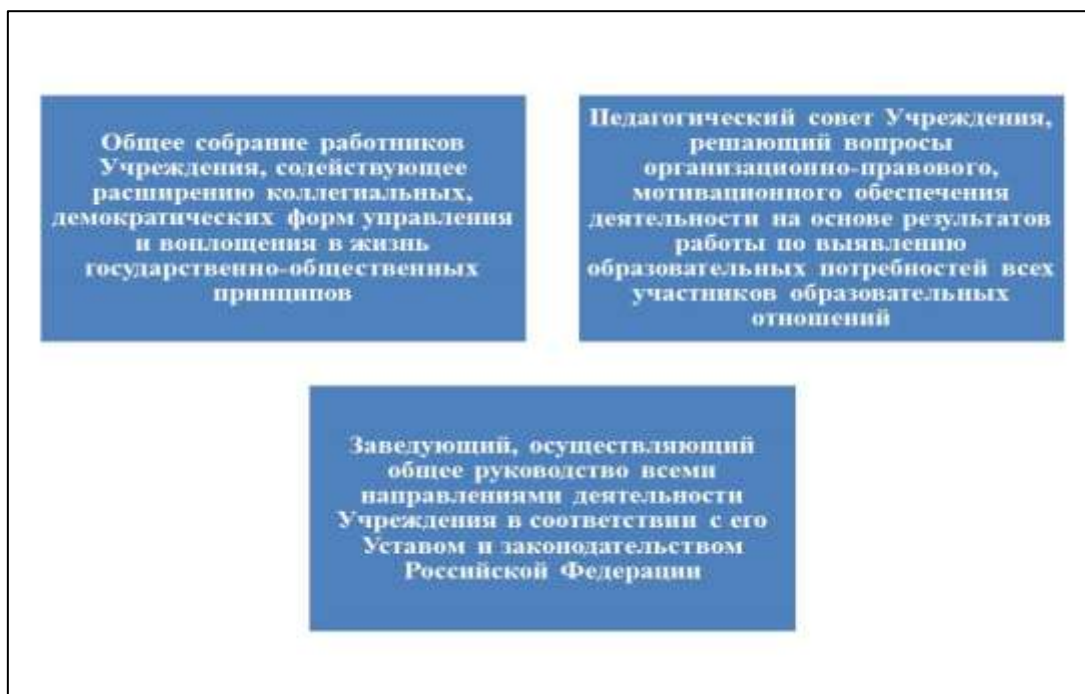 Общее собрание работников
Учреждения, содействующее
расширению коллегиальных,
демократических форм управления
и воплощения в жизнь
государственно-общественных
принципов
Педагогический совет Учреждения,
решающий вопросы
организационно-правового,
мотивационного обеспечения
деятельности на основе результатов
работы по выявлению
образовательных потребностей всех
участников образовательных
отношений
Заведующий, осуществляющий
общее руководство всеми
направлениями деятельности
Учреждения в соответствии с его
Уставом и законодательством
Российской Федерации